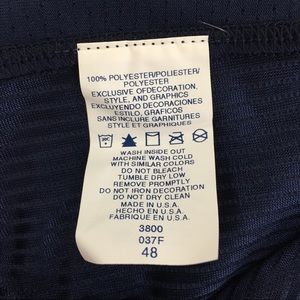 100% POLYESTER/POLIESTER/
POLYESTER
EXCLUSIVE OFDECORATION,
STYLE, AND GRAPHICS
EXCLUYENDO DECORACIONES
ESTILO, GRAFICOS
SANS INCLURE GARNITURES
STYLE ET GRAPHIQUES
WASH INSIDE OUT
MACHINE WASH COLD
WITH SIMILAR COLORS
DO NOT BLEACH
TUMBLE DRY LOW
REMOVE PROMPTLY
DO NOT IRON DECORATION
DO NOT DRY CLEAN
MADE IN U.S.A.
HECHO EN U.S.A.
FABRIQUE EN U.S.A.
3800
037F
48